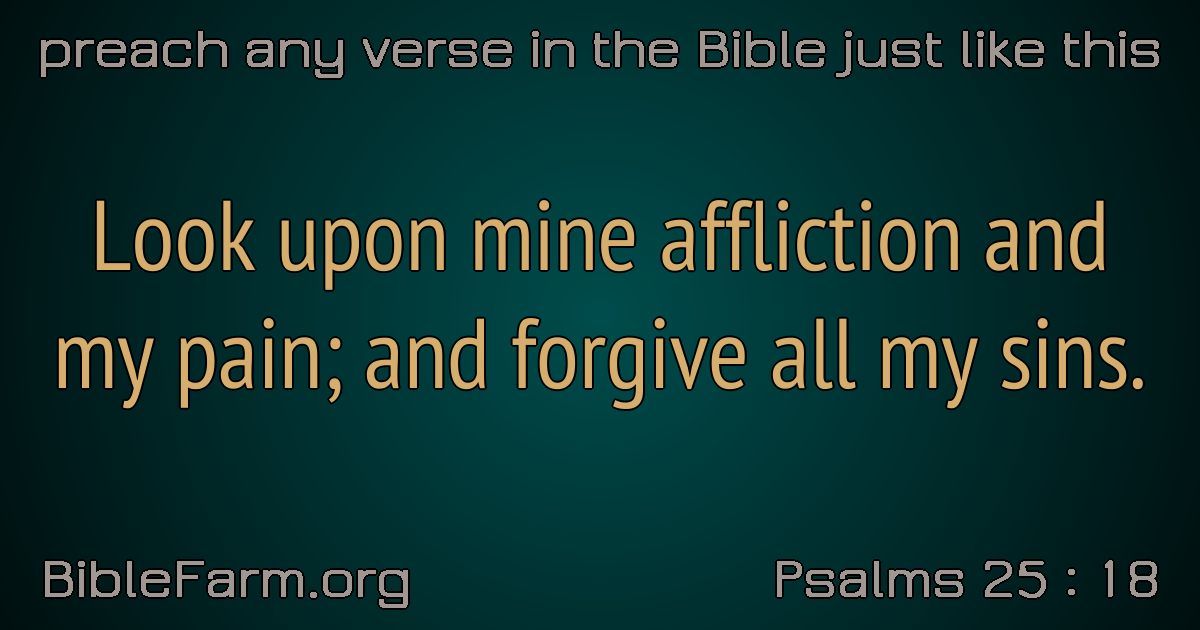 preach any verse in the Bible just like this
Look upon mine affliction and
my pain; and forgive all my sins.
BibleFarm.org
Psalms 25 : 18